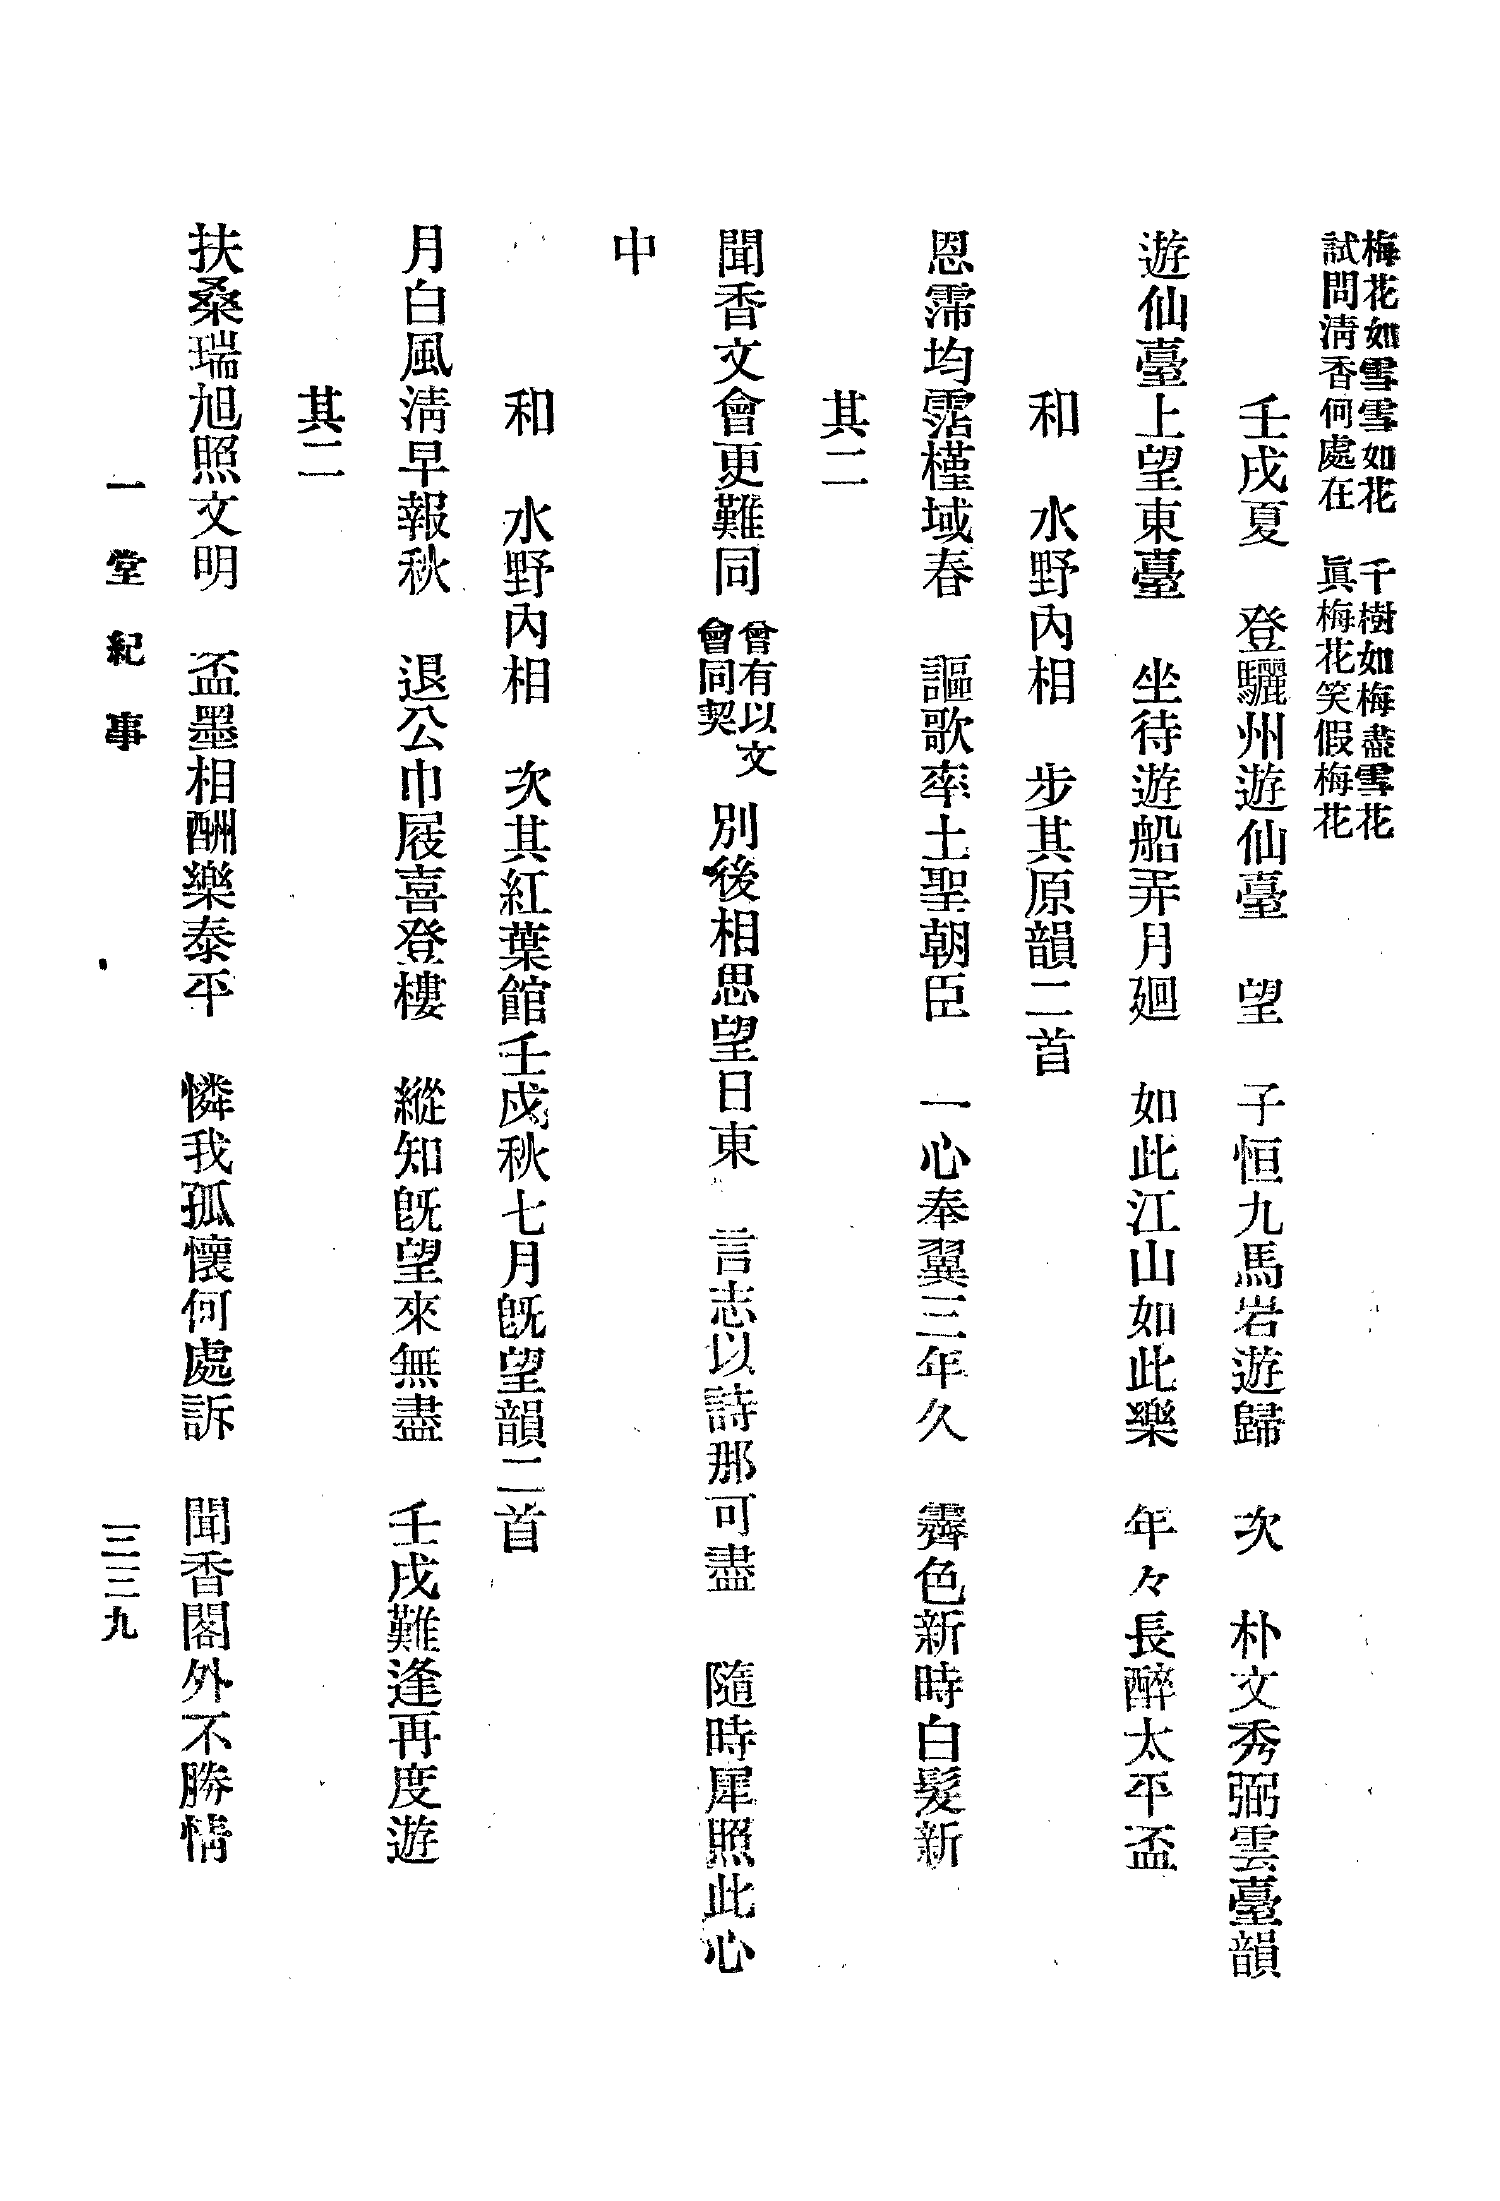 梅花如雪雪如花　千樹如梅盡雪花
試問淸香何處在　眞梅花笑假梅花
壬戌夏　登驪州遊仙臺　望　子恒九馬岩遊歸　次　朴文秀弼雲臺韻
遊仙臺上望東臺　坐待遊船弄月廻　如此江山如此樂　年々長醉太平盃
和　水野內相　步其原韻二首
恩霈均霑槿域春　謳歌率土聖朝臣　一心奉翼三年久　霽色新時白髮新
其二
聞香文會更難同
曾有以文
會同契
別後相思望日東　言志以詩那可盡　隨時犀照此心
中
和　水野內相　次其紅葉館壬戌秋七月旣望韻二首
月白風淸早報秋　退公巾屐喜登樓　縱知旣望來無盡　壬戌難逢再度遊
其二
扶桑瑞旭照文明　盃墨相酬樂泰平　憐我孤懷何處訴　聞香閣外不勝情
一堂紀事
三三九